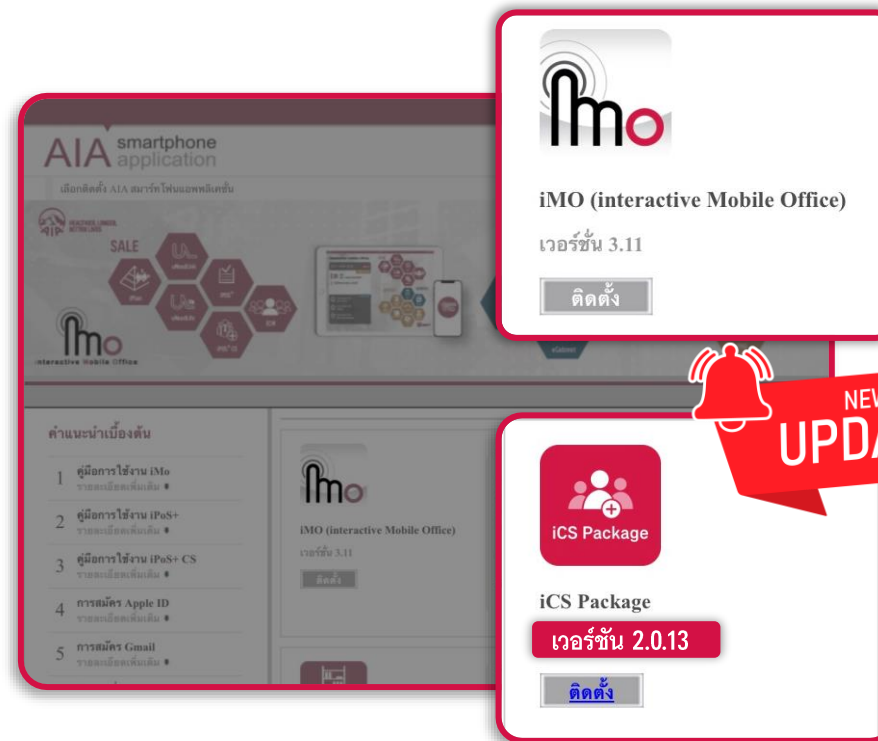 AIA smartphone
application
เลือกติดตั้ง AIA สมาร์ทโฟนแอพพลิเคชั่น
AIA
HEALTHIER, LONGER,
BETTER LIVES
SALE
iMo
interactive Mobile Office
คำแนะนำเบื้องต้น
1 คู่มือการใช้งาน iMo
รายละเอียดเพิ่มเติม
2 คู่มือการใช้งาน iPoS+
รายละเอียดเพิ่มเติม
3 คู่มือการใช้งาน iPoS+ CS
รายละเอียดเพิ่มเติม
4 การสมัคร Apple ID
รายละเอียดเพิ่มเติม
5 การสมัคร Gmail
รายละเอียดเพิ่มเติม
iMo
iMO (interactive Mobile Office)
เวอร์ชั่น 3.11
ติดตั้ง
iMo
iMO (interactive Mobile Office)
เวอร์ชั่น 3.11
ติดตั้ง
NEW
UPDA
iCS Package
iCS Package
เวอร์ชัน 2.0.13
ติดตั้ง